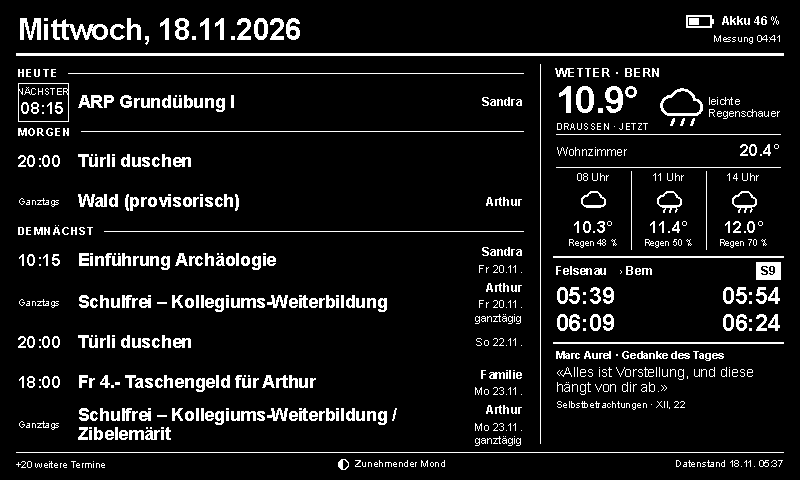 Mittwoch, 18.11.2026
Akku 46 %
Messung 04:41
HEUTE
NÄCHSTER
08:15 ARP Grundübung I Sandra
MORGEN
20:00 Türli duschen
Ganztags Wald (provisorisch) Arthur
DEMNÄCHST
10:15 Einführung Archäologie Sandra
Fr 20.11.
Ganztags Schulfrei – Kollegiums-Weiterbildung Arthur
Fr 20.11.
ganztägig
20:00 Türli duschen So 22.11.
18:00 Fr 4.- Taschengeld für Arthur Familie
Mo 23.11.
Ganztags Schulfrei – Kollegiums-Weiterbildung /
Zibelemärit
Arthur
Mo 23.11.
ganztägig
WETTER · BERN
10.9°
leichte
Regenschauer
DRAUSSEN · JETZT
Wohnzimmer 20.4°
08 Uhr 11 Uhr 14 Uhr
10.3° 11.4° 12.0°
Regen 48 % Regen 50 % Regen 70 %
Felsenau › Bern S9
05:39 05:54
06:09 06:24
Marc Aurel · Gedanke des Tages
«Alles ist Vorstellung, und diese
hängt von dir ab.»
Selbstbetrachtungen · XII, 22
+20 weitere Termine Zunehmender Mond Datenstand 18.11. 05:37